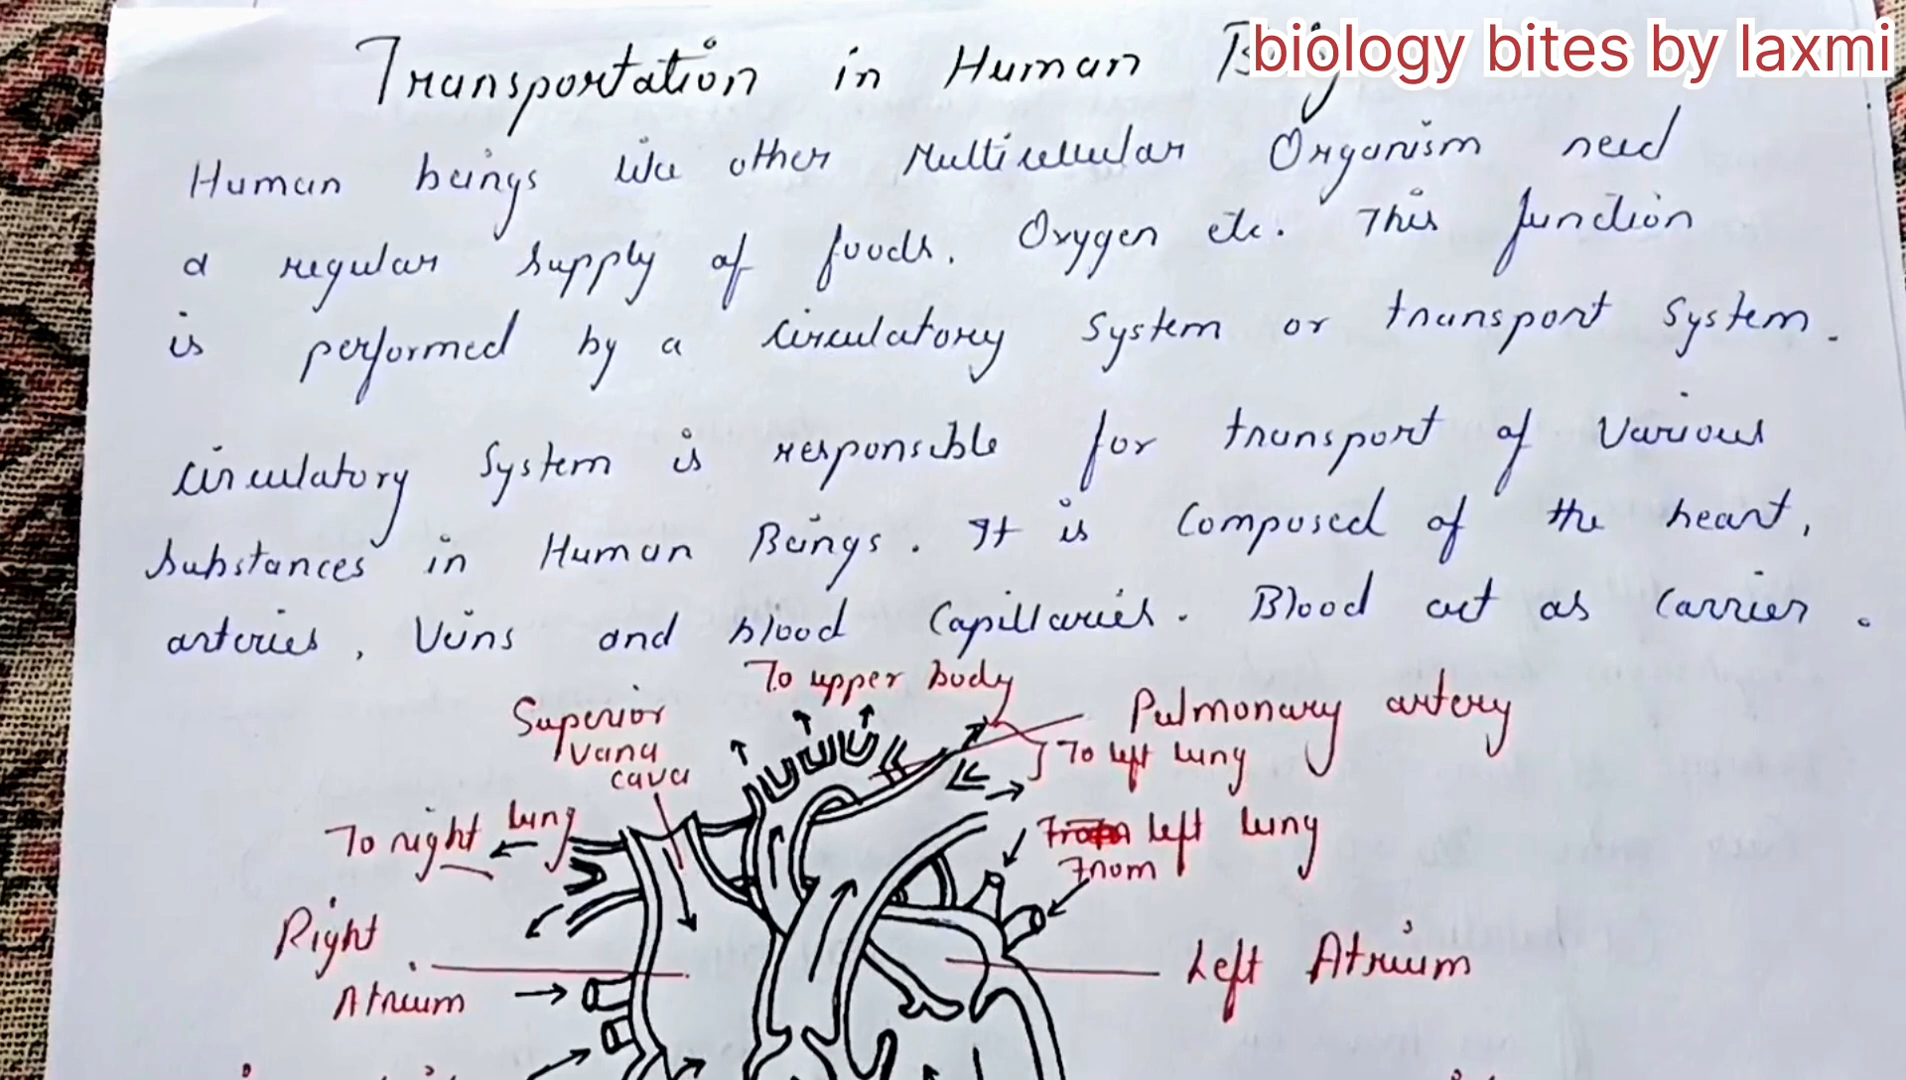 biology bites by laxmi
Transportation in Human Body
Human beings like other Multicellular Organism need
a regular supply of foods, Oxygen etc. This function
is performed by a circulatory System or transport System.
Circulatory System is responsible for transport of Various
substances in Human Beings. It is Composed of the heart,
arteries, Veins and blood Capillaries. Blood act as Carrier.
To upper body
Superior
Vana
cava
Pulmonary artery
To left lung
To right lung
left lung
From
Right
Atrium
Left Atrium